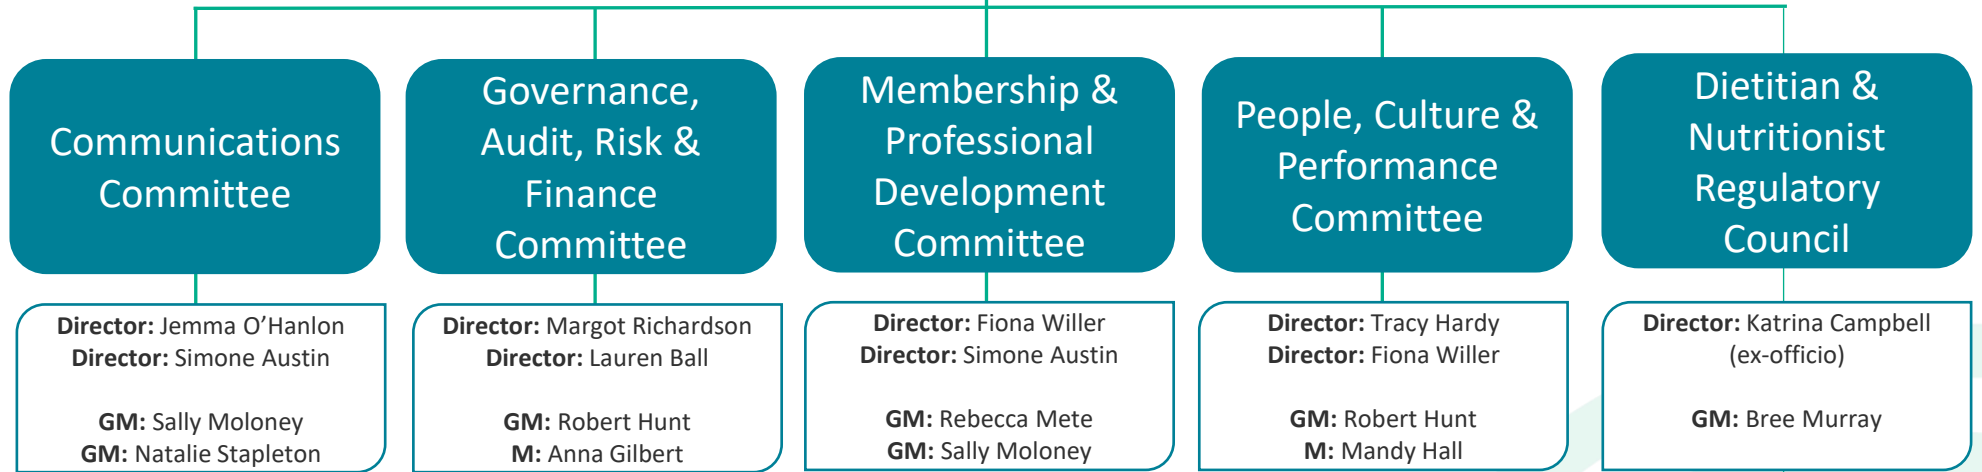 Communications
Committee
Governance,
Audit, Risk &
Finance
Committee
Membership &
Professional
Development
Committee
People, Culture &
Performance
Committee
Dietitian &
Nutritionist
Regulatory
Council
Director: Jemma O’Hanlon
Director: Simone Austin
GM: Sally Moloney
GM: Natalie Stapleton
Director: Margot Richardson
Director: Lauren Ball
GM: Robert Hunt
M: Anna Gilbert
Director: Fiona Willer
Director: Simone Austin
GM: Rebecca Mete
GM: Sally Moloney
Director: Tracy Hardy
Director: Fiona Willer
GM: Robert Hunt
M: Mandy Hall
Director: Katrina Campbell
(ex-officio)
GM: Bree Murray